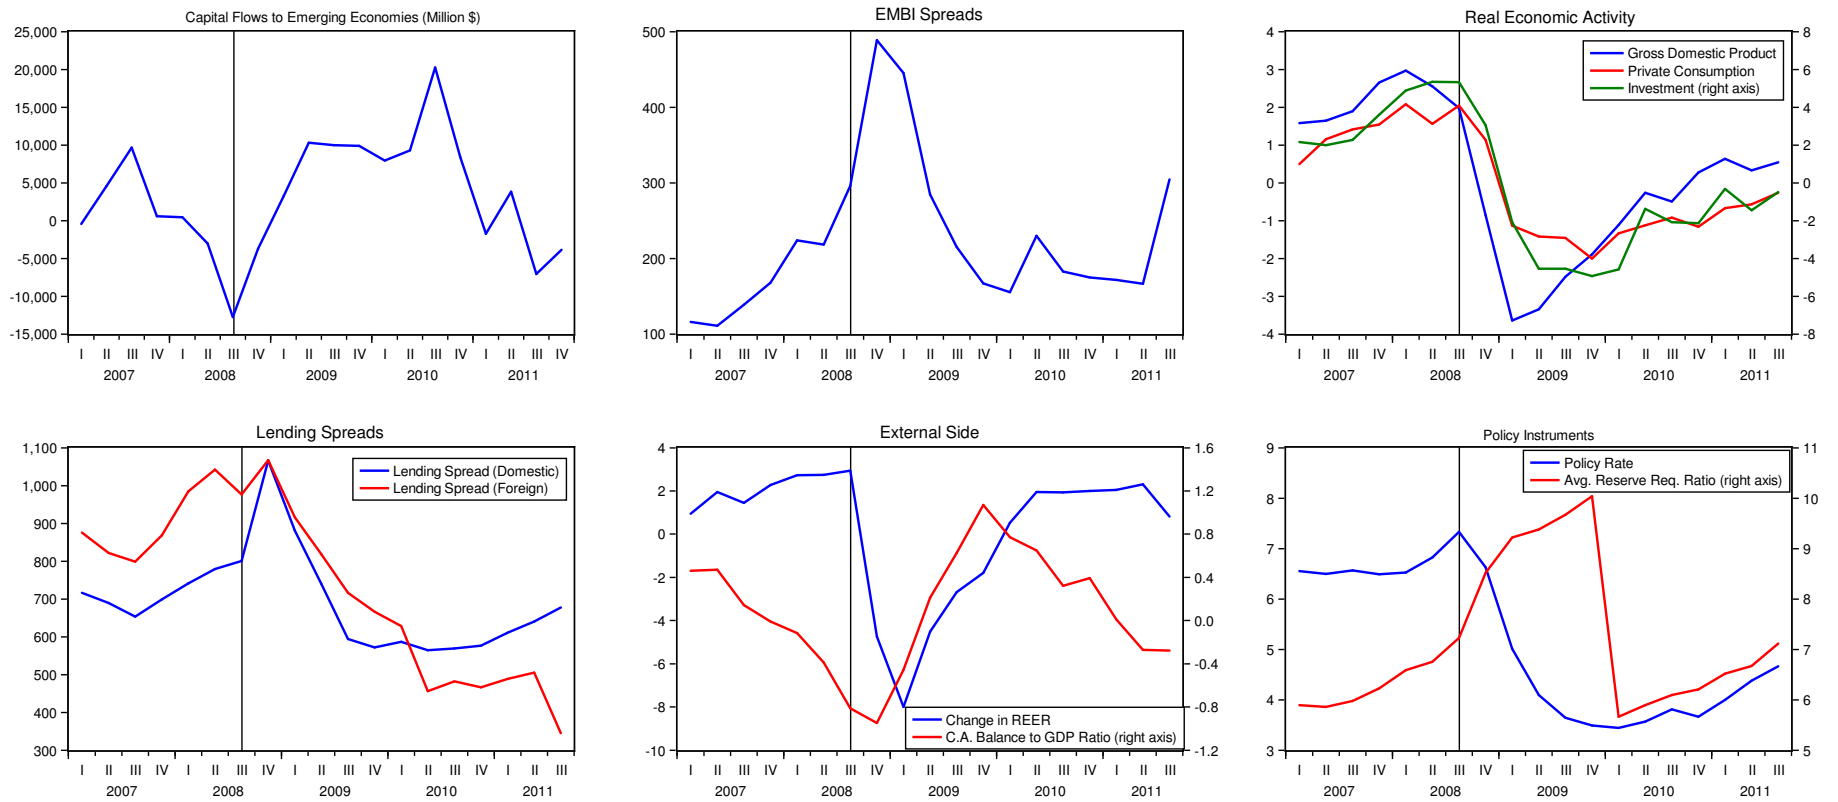 Capital Flows to Emerging Economies (Million $)
25,000
20,000
15,000
10,000
5,000
0
-5,000
-10,000
-15,000
I II III IV I II III IV I II III IV I II III IV I II III IV
2007 2008 2009 2010 2011
EMBI Spreads
500
400
300
200
100
I II III IV I II III IV I II III IV I II III IV I II III
2007 2008 2009 2010 2011
Real Economic Activity
Gross Domestic Product
Private Consumption
Investment (right axis)
4 8
3 6
2 4
1 2
0 0
-1 -2
-2 -4
-3 -6
-4 -8
I II III IV I II III IV I II III IV I II III IV I II III
2007 2008 2009 2010 2011
Lending Spreads
Lending Spread (Domestic)
Lending Spread (Foreign)
1,100
1,000
900
800
700
600
500
400
300
I II III IV I II III IV I II III IV I II III IV I II III
2007 2008 2009 2010 2011
External Side
4 1.6
2 1.2
0 0.8
-2 0.4
-4 0.0
-6 -0.4
-8 -0.8
-10 -1.2
Change in REER
C.A. Balance to GDP Ratio (right axis)
I II III IV I II III IV I II III IV I II III IV I II III
2007 2008 2009 2010 2011
Policy Instruments
Policy Rate
Avg. Reserve Req. Ratio (right axis)
9 11
8 10
7 9
6 8
5 7
4 6
3 5
I II III IV I II III IV I II III IV I II III IV I II III
2007 2008 2009 2010 2011